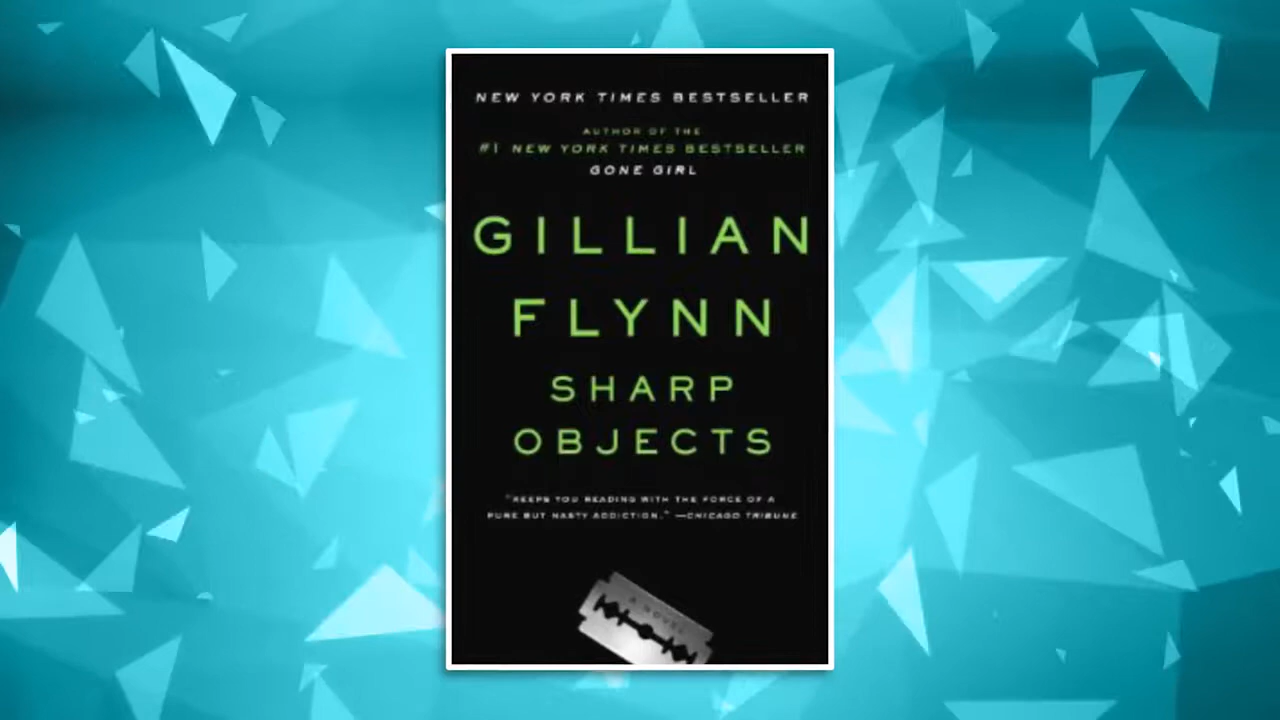 NEW YORK TIMES BESTSELLER
AUTHOR OF THE
#1 NEW YORK TIMES BESTSELLER
GONE GIRL
GILLIAN
FLYNN
SHARP
OBJECTS
"KEEPS YOU READING WITH THE FORCE OF A
PURE BUT NASTY ADDICTION." —CHICAGO TRIBUNE
A NOVEL